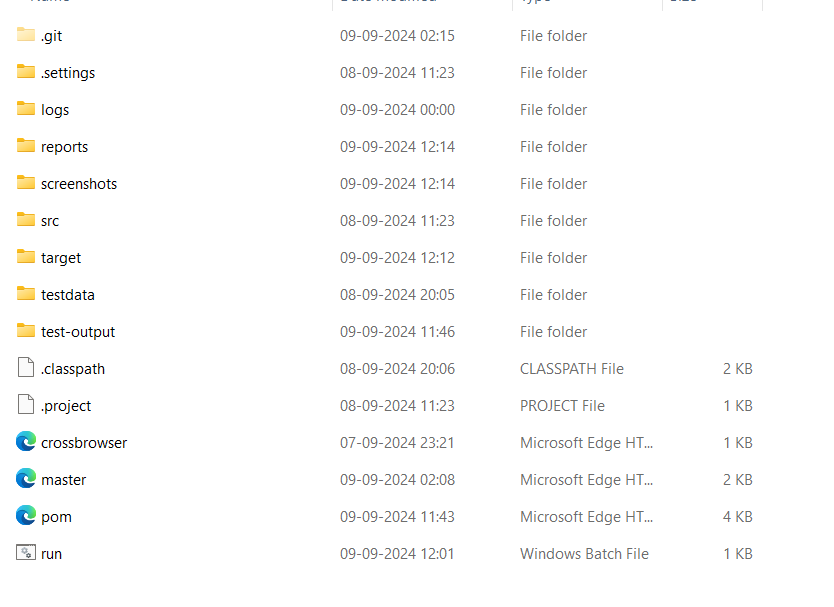 Name Date modified Type Size
.git 09-09-2024 02:15 File folder
.settings 08-09-2024 11:23 File folder
logs 09-09-2024 00:00 File folder
reports 09-09-2024 12:14 File folder
screenshots 09-09-2024 12:14 File folder
src 08-09-2024 11:23 File folder
target 09-09-2024 12:12 File folder
testdata 08-09-2024 20:05 File folder
test-output 09-09-2024 11:46 File folder
.classpath 08-09-2024 20:06 CLASSPATH File 2 KB
.project 08-09-2024 11:23 PROJECT File 1 KB
crossbrowser 07-09-2024 23:21 Microsoft Edge HT... 1 KB
master 09-09-2024 02:08 Microsoft Edge HT... 2 KB
pom 09-09-2024 11:43 Microsoft Edge HT... 4 KB
run 09-09-2024 12:01 Windows Batch File 1 KB